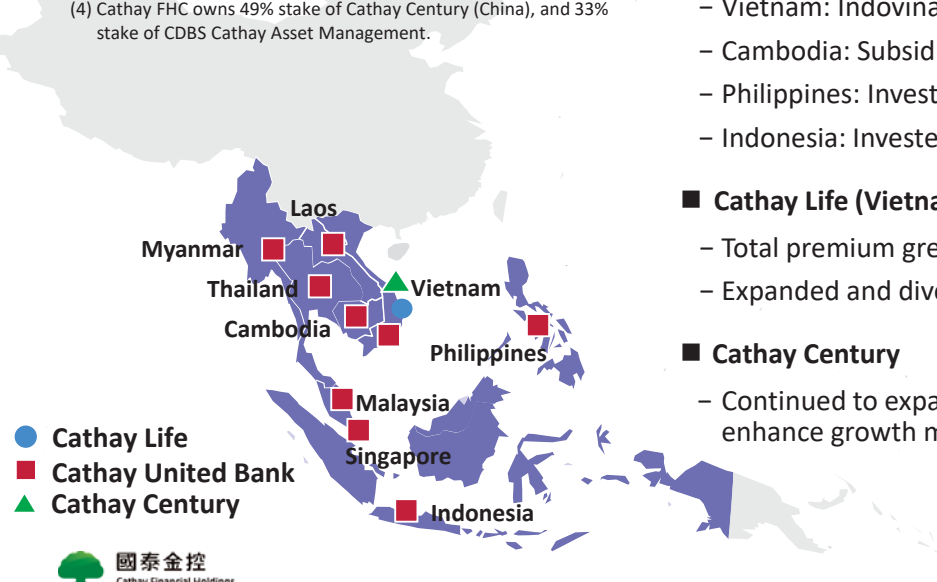 (4) Cathay FHC owns 49% stake of Cathay Century (China), and 33%
stake of CDBS Cathay Asset Management.
− Vietnam: Indovina
− Cambodia: Subsid
− Philippines: Invest
− Indonesia: Investe
■ Cathay Life (Vietna
− Total premium gre
− Expanded and dive
■ Cathay Century
− Continued to expa
enhance growth m
Laos
Myanmar
Thailand
Vietnam
Cambodia
Philippines
Malaysia
Singapore
Indonesia
Cathay Life
Cathay United Bank
Cathay Century
國泰金控
Cathay Financial Holdings